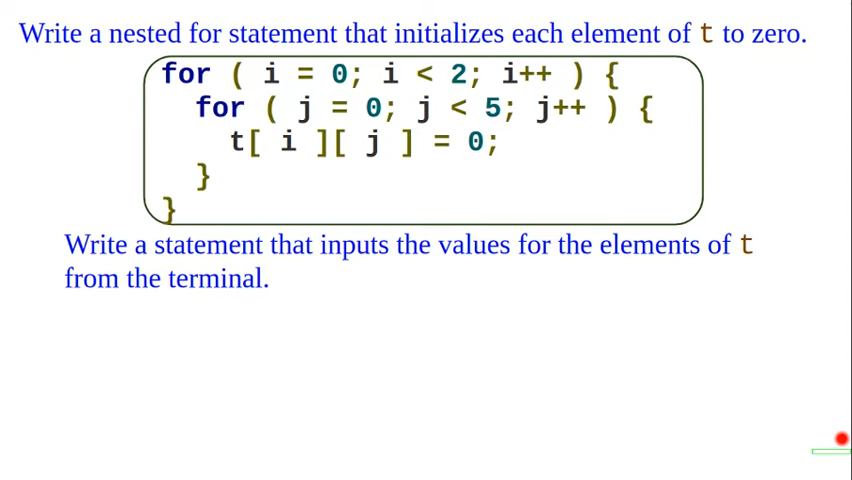 Write a nested for statement that initializes each element of t to zero.
for ( i = 0; i < 2; i++ ) {
for ( j = 0; j < 5; j++ ) {
t[ i ][ j ] = 0;
}
}
Write a statement that inputs the values for the elements of t
from the terminal.